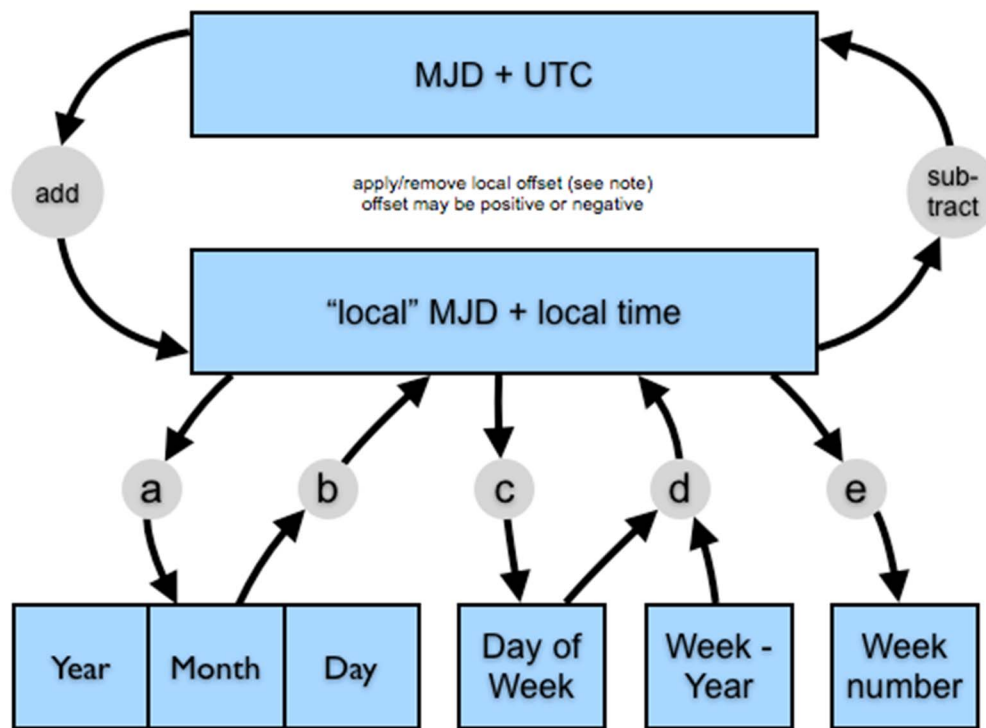 MJD + UTC
add
apply/remove local offset (see note)
offset may be positive or negative
sub-
tract
“local” MJD + local time
a
b
c
d
e
Year
Month
Day
Day of
Week
Week -
Year
Week
number